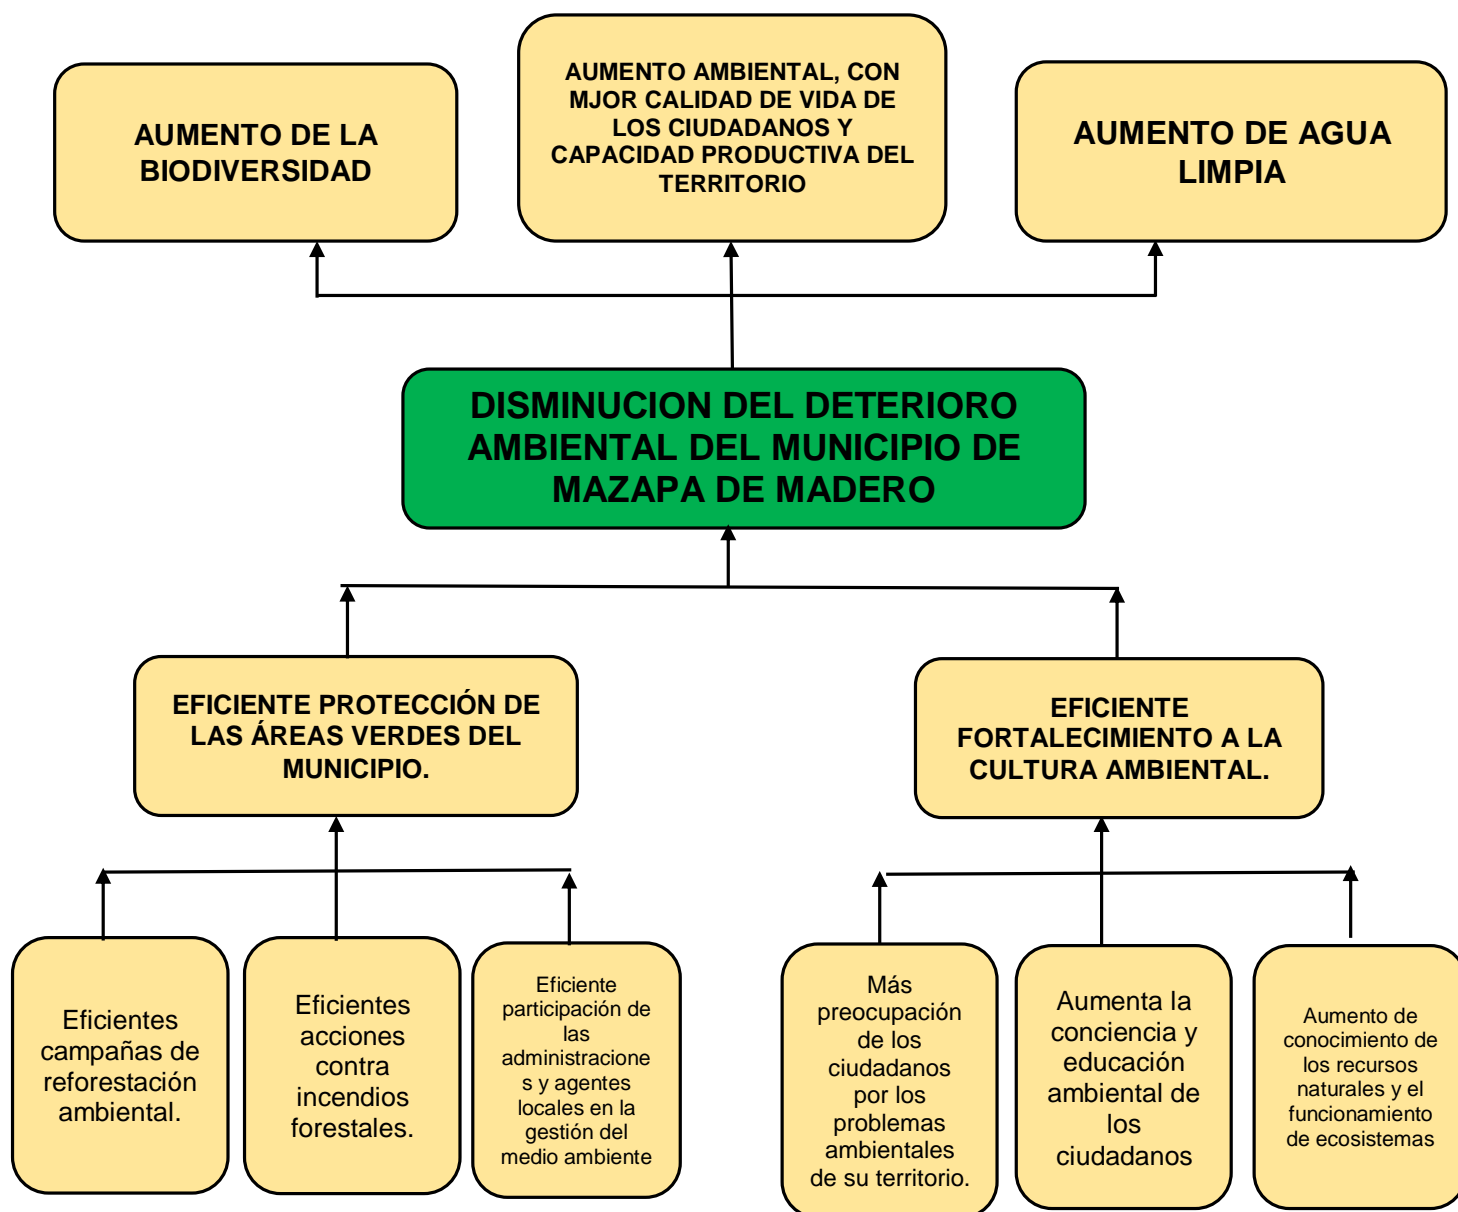 AUMENTO DE LA
BIODIVERSIDAD
AUMENTO AMBIENTAL, CON
MJOR CALIDAD DE VIDA DE
LOS CIUDADANOS Y
CAPACIDAD PRODUCTIVA DEL
TERRITORIO
AUMENTO DE AGUA
LIMPIA
DISMINUCION DEL DETERIORO
AMBIENTAL DEL MUNICIPIO DE
MAZAPA DE MADERO
EFICIENTE PROTECCIÓN DE
LAS ÁREAS VERDES DEL
MUNICIPIO.
EFICIENTE
FORTALECIMIENTO A LA
CULTURA AMBIENTAL.
Eficientes
campañas de
reforestación
ambiental.
Eficientes
acciones
contra
incendios
forestales.
Eficiente
participación de
las
administracione
s y agentes
locales en la
gestión del
medio ambiente
Más
preocupación
de los
ciudadanos
por los
problemas
ambientales
de su territorio.
Aumenta la
conciencia y
educación
ambiental de
los
ciudadanos
Aumento de
conocimiento de
los recursos
naturales y el
funcionamiento
de ecosistemas